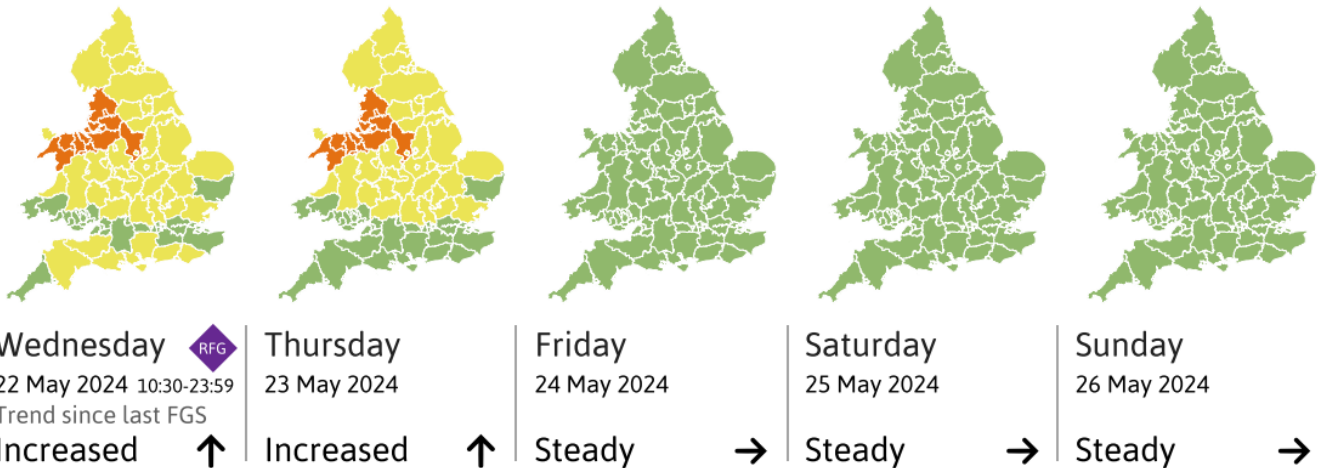 Wednesday RFG
22 May 2024 10:30-23:59
Trend since last FGS
Increased
Thursday
23 May 2024
Increased
Friday
24 May 2024
Steady
Saturday
25 May 2024
Steady
Sunday
26 May 2024
Steady